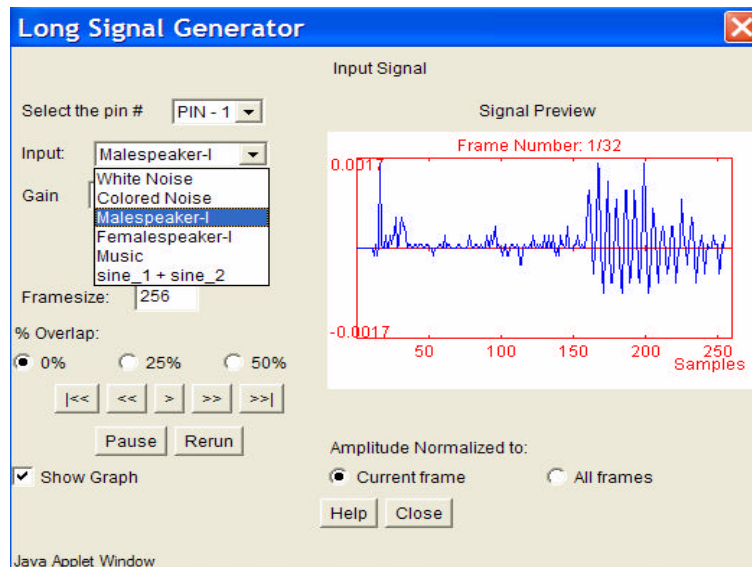 Long Signal Generator
Input Signal
Select the pin #
PIN - 1
Input:
Malespeaker-I
White Noise
Colored Noise
Malespeaker-I
Femalespeaker-I
Music
sine_1 + sine_2
Gain
Framesize:
256
% Overlap:
0%
25%
50%
|<<
<<
>
>>
>>|
Pause
Rerun
Show Graph
Signal Preview
Frame Number: 1/32
0.0017
-0.0017
50
100
150
200
250
Samples
Amplitude Normalized to:
Current frame
All frames
Help
Close
Java Applet Window